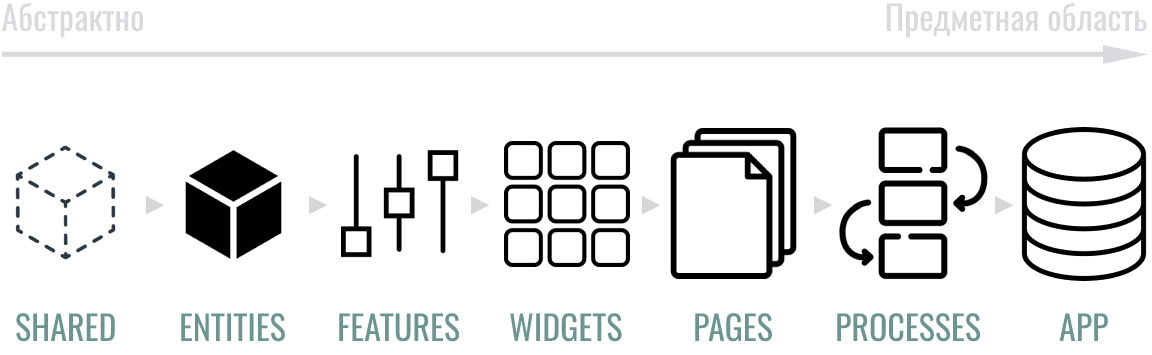 Абстрактно
Предметная область
SHARED
ENTITIES
FEATURES
WIDGETS
PAGES
PROCESSES
APP